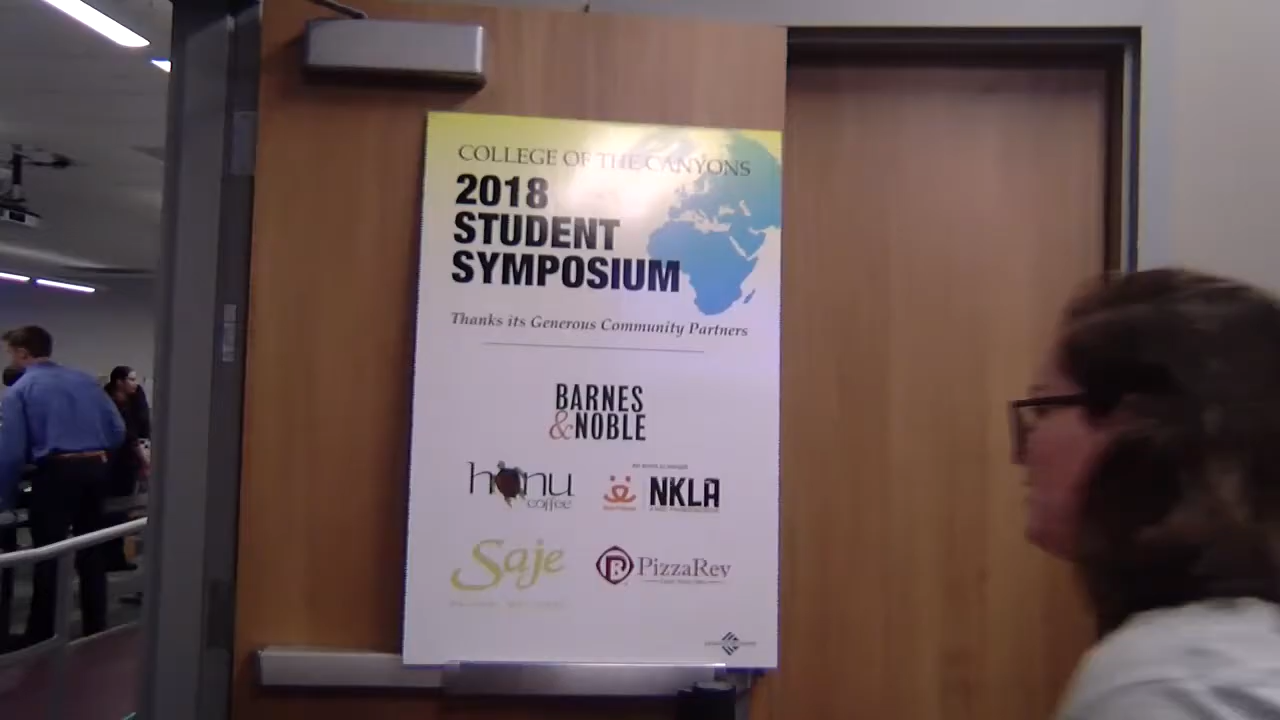 COLLEGE OF THE CANYONS
2018
STUDENT
SYMPOSIUM
Thanks its Generous Community Partners
BARNES
&NOBLE
honu
coffee
NKLA
Saje
PizzaRev